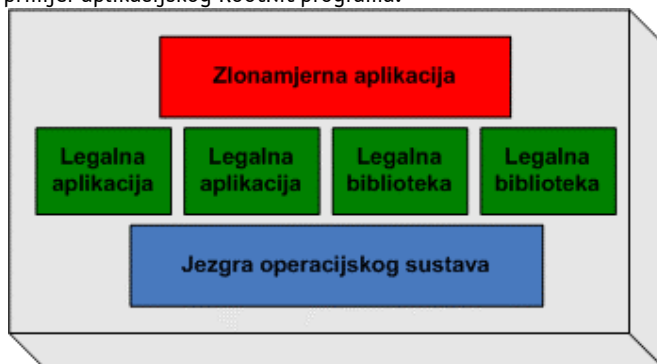 primjer aplikacijskog Rootkit programa.
Zlonamjerna aplikacija
Legalna
aplikacija
Legalna
aplikacija
Legalna
biblioteka
Legalna
biblioteka
Jezgra operacijskog sustava